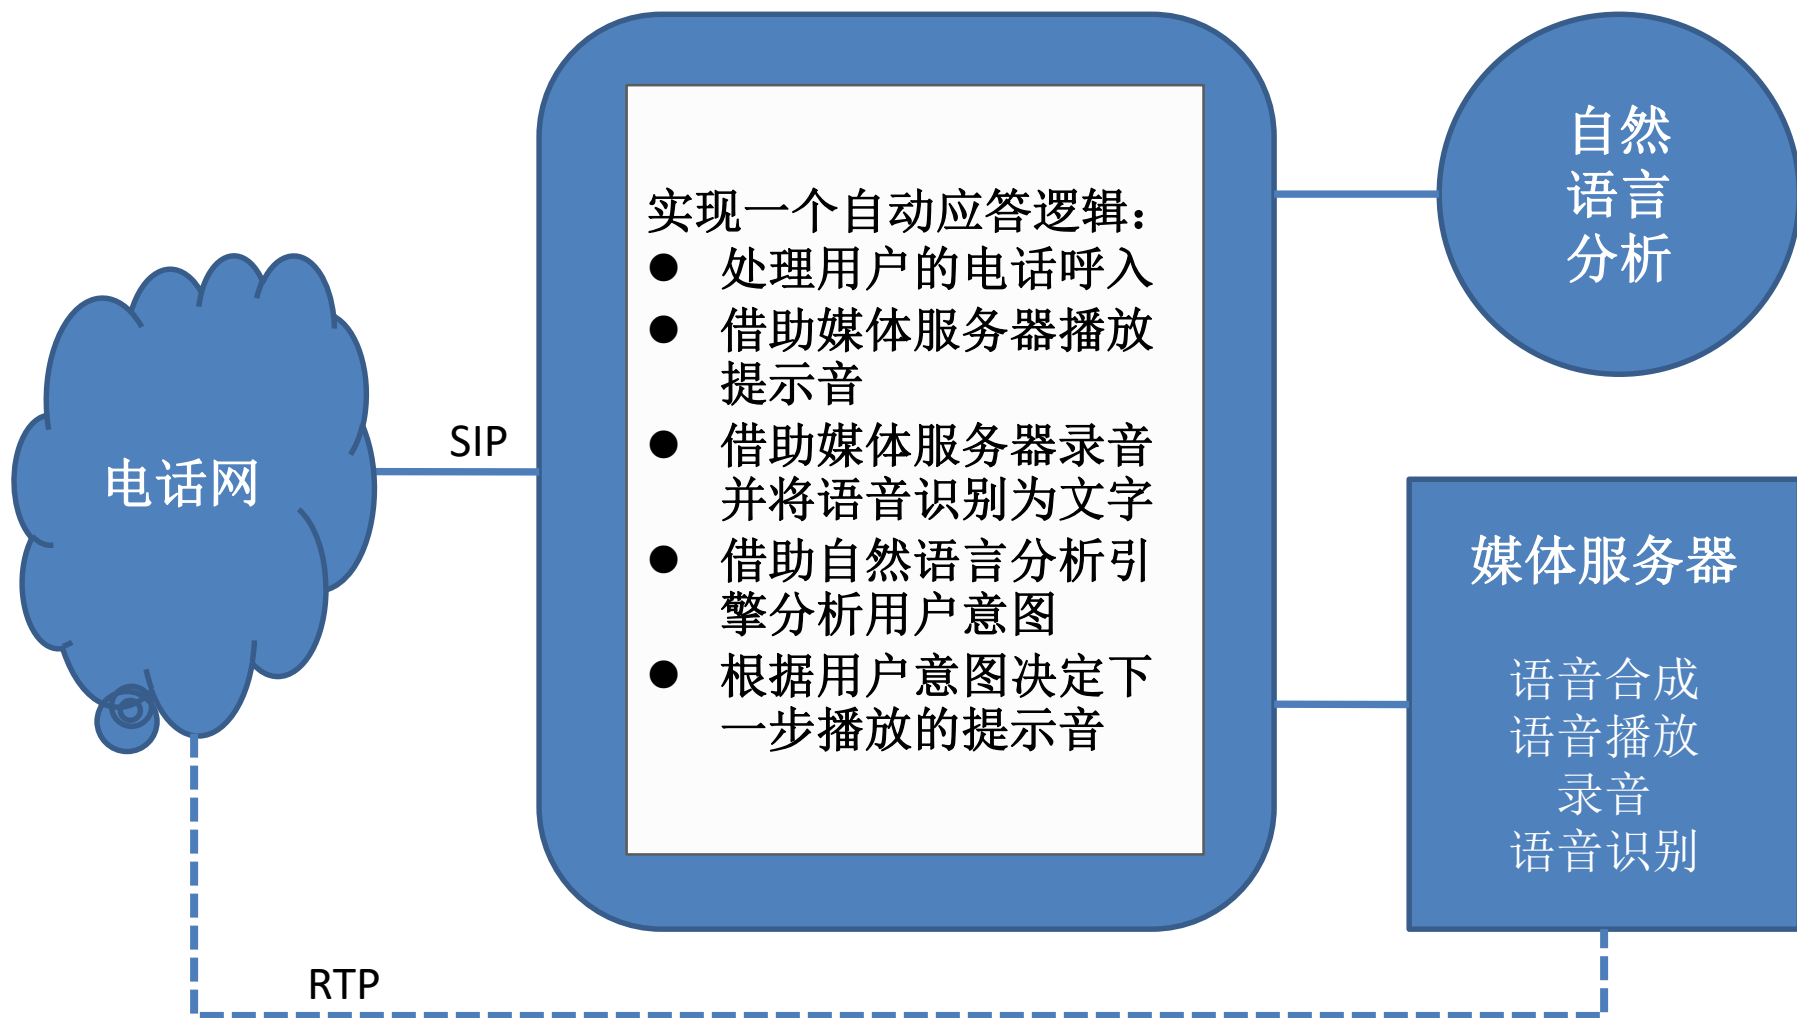 电话网
SIP
实现一个自动应答逻辑：
● 处理用户的电话呼入
● 借助媒体服务器播放
提示音
● 借助媒体服务器录音
并将语音识别为文字
● 借助自然语言分析引
擎分析用户意图
● 根据用户意图决定下
一步播放的提示音
自然
语言
分析
媒体服务器
语音合成
语音播放
录音
语音识别
RTP